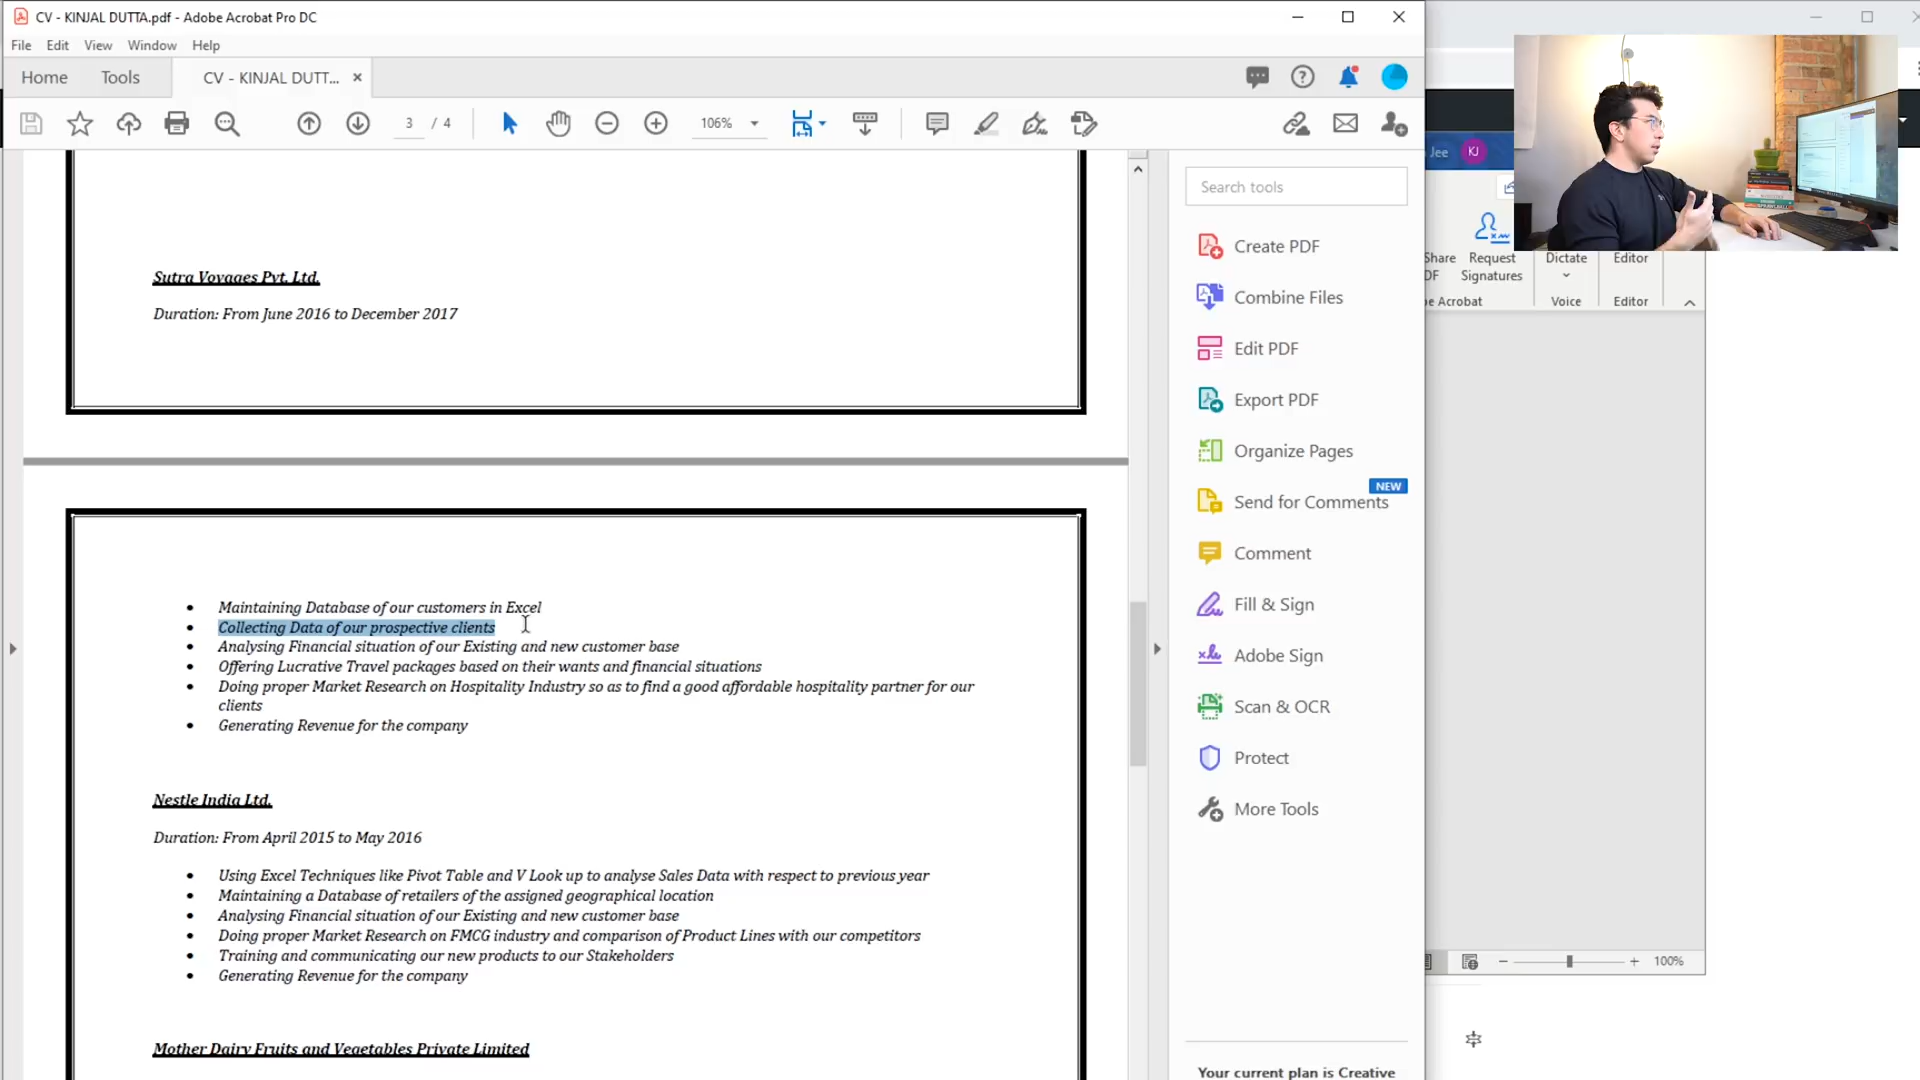 CV - KINJAL DUTTA.pdf - Adobe Acrobat Pro DC
File Edit View Window Help
Home Tools CV - KINJAL DUTT... ×
3 / 4 106%
Jee KJ
Sutra Voyages Pvt. Ltd.
Duration: From June 2016 to December 2017
• Maintaining Database of our customers in Excel
• Collecting Data of our prospective clients
• Analysing Financial situation of our Existing and new customer base
• Offering Lucrative Travel packages based on their wants and financial situations
• Doing proper Market Research on Hospitality Industry so as to find a good affordable hospitality partner for our
clients
• Generating Revenue for the company
Nestle India Ltd.
Duration: From April 2015 to May 2016
• Using Excel Techniques like Pivot Table and V Look up to analyse Sales Data with respect to previous year
• Maintaining a Database of retailers of the assigned geographical location
• Analysing Financial situation of our Existing and new customer base
• Doing proper Market Research on FMCG industry and comparison of Product Lines with our competitors
• Training and communicating our new products to our Stakeholders
• Generating Revenue for the company
Mother Dairy Fruits and Vegetables Private Limited
Search tools
Create PDF
Combine Files
Edit PDF
Export PDF
Organize Pages
NEW
Send for Comments
Comment
Fill & Sign
Adobe Sign
Scan & OCR
Protect
More Tools
Your current plan is Creative
Share Request Dictate Editor
DF Signatures
Acrobat Voice Editor
100%